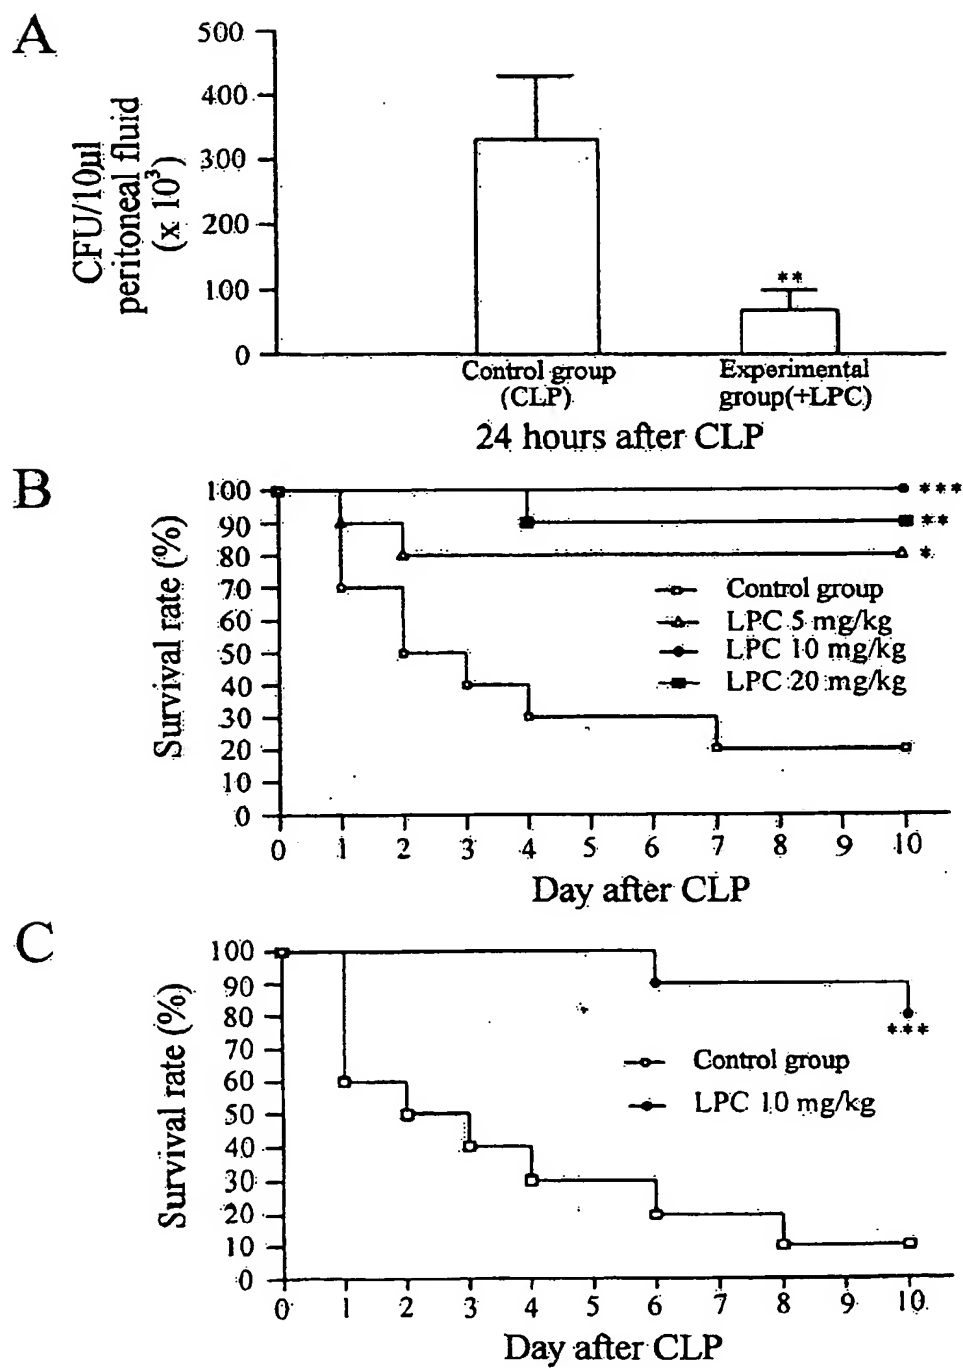 A
500
400
300
200
100
0
CFU/10µl
peritoneal fluid
(x 10³)
**
Control group
(CLP)
Experimental
group(+LPC)
24 hours after CLP
B
100
90
80
70
60
50
40
30
20
10
0
Survival rate (%)
***
**
*
Control group
LPC 5 mg/kg
LPC 10 mg/kg
LPC 20 mg/kg
0 1 2 3 4 5 6 7 8 9 10
Day after CLP
C
100
90
80
70
60
50
40
30
20
10
0
Survival rate (%)
***
Control group
LPC 10 mg/kg
0 1 2 3 4 5 6 7 8 9 10
Day after CLP